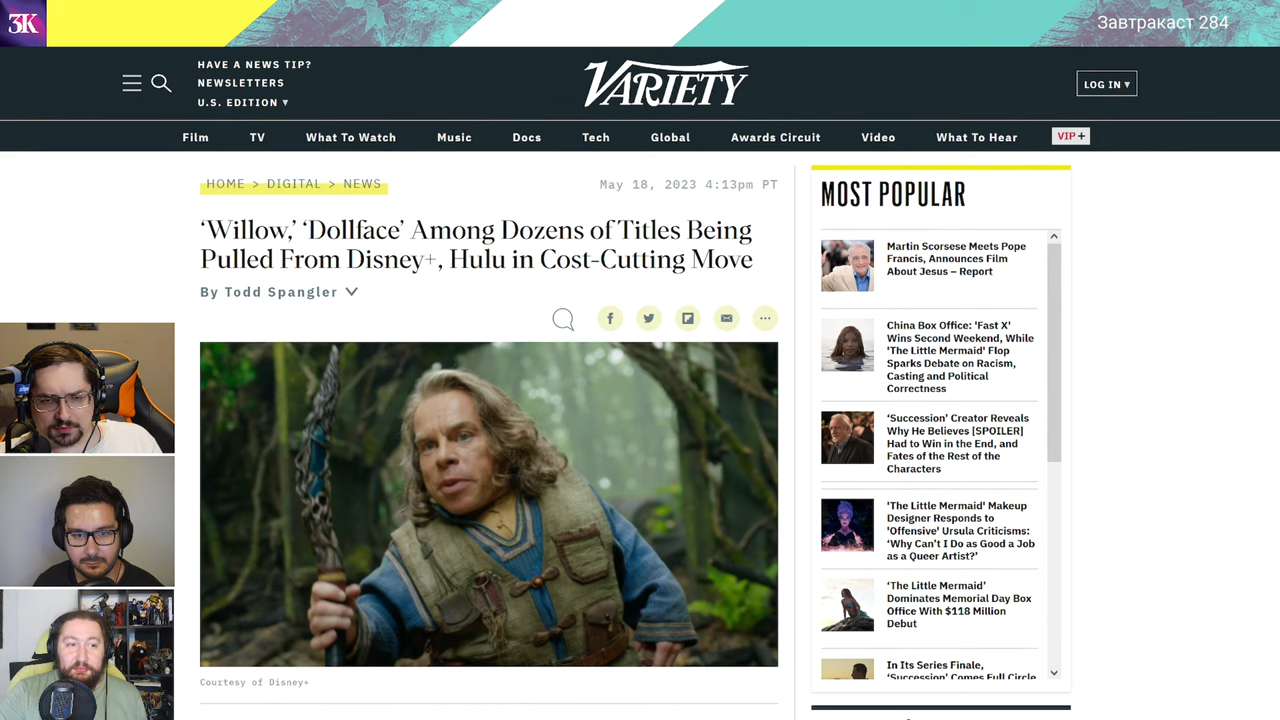 3K
Завтракаст 284
HAVE A NEWS TIP?
NEWSLETTERS
U.S. EDITION ▾
VARIETY
LOG IN ▾
Film TV What To Watch Music Docs Tech Global Awards Circuit Video What To Hear VIP+
HOME > DIGITAL > NEWS
May 18, 2023 4:13pm PT
‘Willow,’ ‘Dollface’ Among Dozens of Titles Being
Pulled From Disney+, Hulu in Cost-Cutting Move
By Todd Spangler
Courtesy of Disney+
MOST POPULAR
Martin Scorsese Meets Pope
Francis, Announces Film
About Jesus – Report
China Box Office: 'Fast X'
Wins Second Weekend, While
'The Little Mermaid' Flop
Sparks Debate on Racism,
Casting and Political
Correctness
‘Succession’ Creator Reveals
Why He Believes [SPOILER]
Had to Win in the End, and
Fates of the Rest of the
Characters
'The Little Mermaid' Makeup
Designer Responds to
'Offensive' Ursula Criticisms:
‘Why Can’t I Do as Good a Job
as a Queer Artist?’
‘The Little Mermaid’
Dominates Memorial Day Box
Office With $118 Million
Debut
In Its Series Finale,
‘Succession’ Comes Full Circle